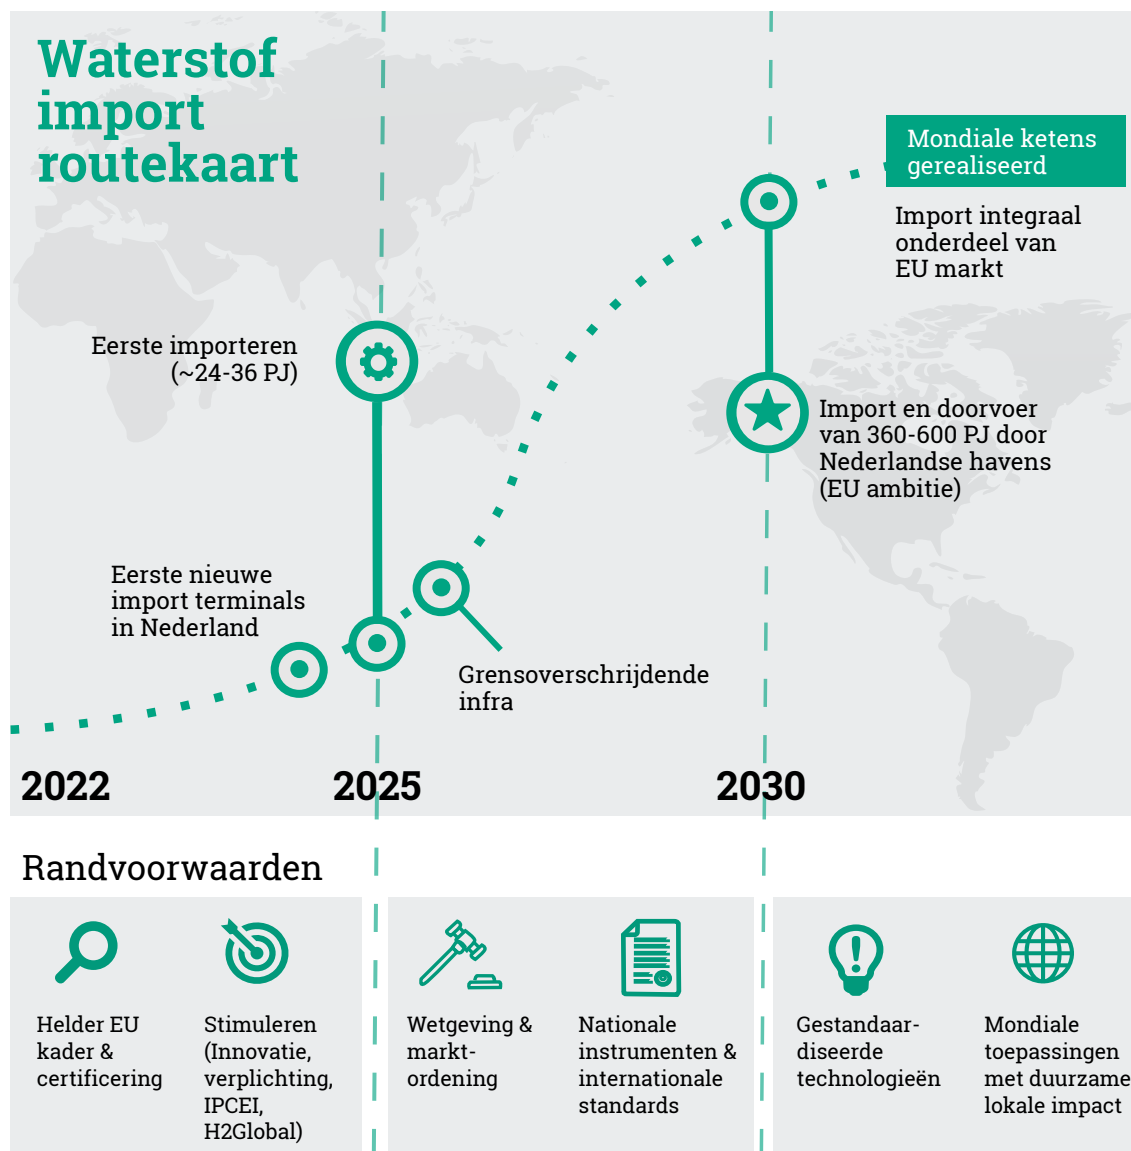 Waterstof
import
routekaart
Mondiale ketens
gerealiseerd
Import integraal
onderdeel van
EU markt
Eerste importeren
(~24-36 PJ)
Import en doorvoer
van 360-600 PJ door
Nederlandse havens
(EU ambitie)
Eerste nieuwe
import terminals
in Nederland
Grensoverschrijdende
infra
2022
2025
2030
Randvoorwaarden
Helder EU
kader &
certificering
Stimuleren
(Innovatie,
verplichting,
IPCEI,
H2Global)
Wetgeving &
markt-
ordening
Nationale
instrumenten &
internationale
standards
Gestandaar-
diseerde
technologieën
Mondiale
toepassingen
met duurzame
lokale impact